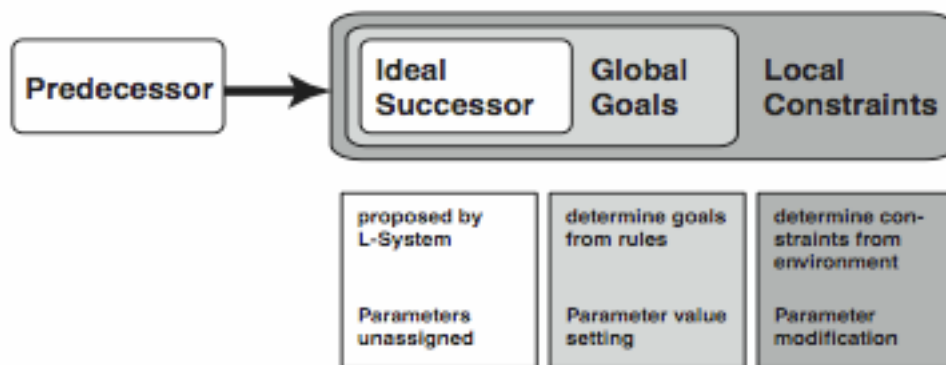 Predecessor
Ideal
Successor
Global
Goals
Local
Constraints
proposed by
L-System
Parameters
unassigned
determine goals
from rules
Parameter value
setting
determine con-
straints from
environment
Parameter
modification